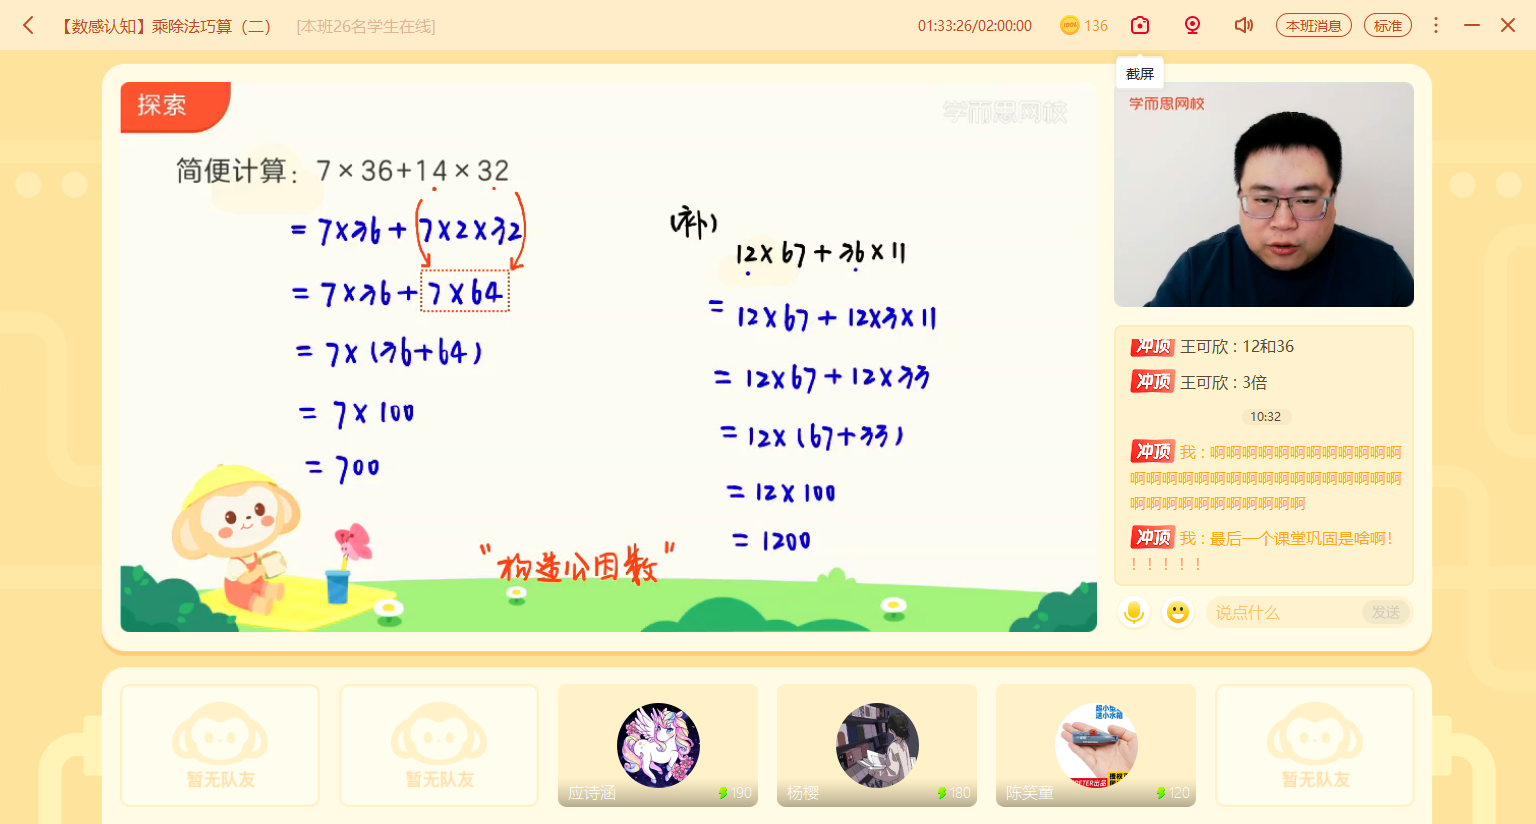 【数感认知】乘除法巧算（二） [本班26名学生在线] 01:33:26/02:00:00 136 本班消息 标准
截屏
探索
学而思网校
学而思网校
简便计算：7×36+14×32
=7×36+7×2×32
=7×36+7×64
=7×(36+64)
=7×100
=700
(补)
12×67+36×11
=12×67+12×3×11
=12×67+12×33
=12×(67+33)
=12×100
=1200
"构造公因数"
冲顶 王可欣：12和36
冲顶 王可欣：3倍
10:32
冲顶 我：啊啊啊啊啊啊啊啊啊啊啊啊
啊啊啊啊啊啊啊啊啊啊啊啊啊啊啊啊啊
啊啊啊啊啊啊啊啊啊啊啊
冲顶 我：最后一个课堂巩固是啥啊！
！！！！！
说点什么 发送
暂无队友
暂无队友
应诗涵 190
杨樱 180
超小型
送小水箱
陈笑童 120
暂无队友